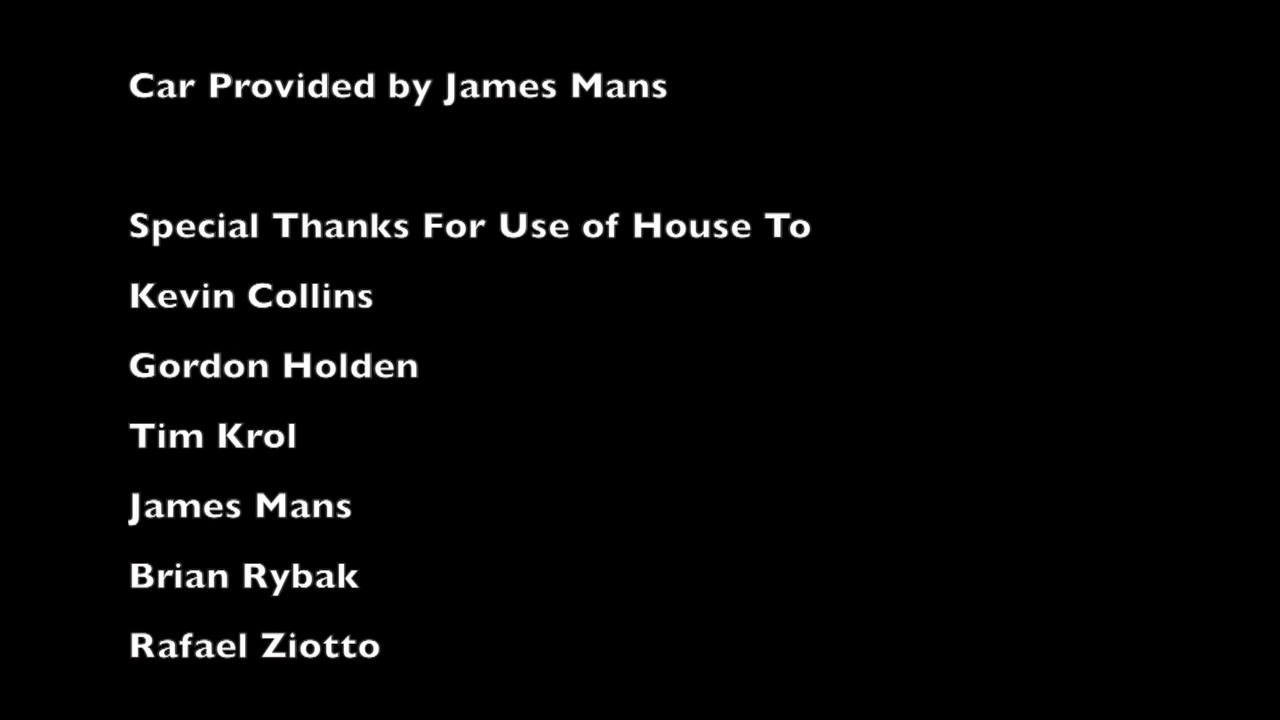 Car Provided by James Mans
Special Thanks For Use of House To
Kevin Collins
Gordon Holden
Tim Krol
James Mans
Brian Rybak
Rafael Ziotto